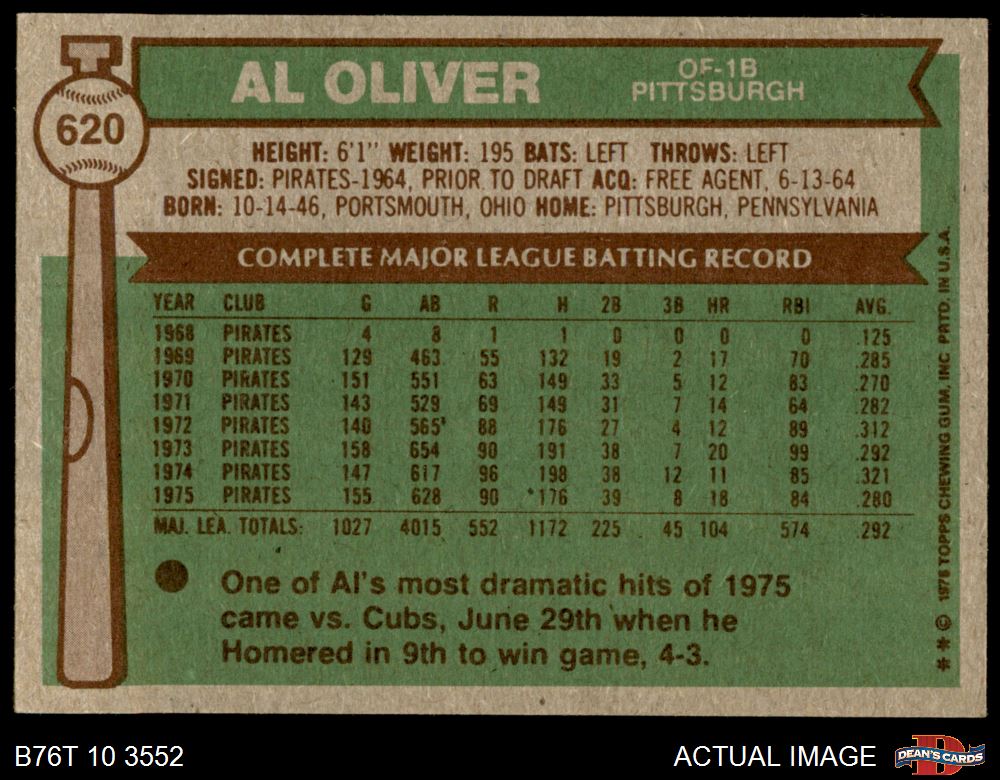 AL OLIVER
OF-1B
PITTSBURGH
620
HEIGHT: 6'1" WEIGHT: 195 BATS: LEFT THROWS: LEFT
SIGNED: PIRATES-1964, PRIOR TO DRAFT ACQ: FREE AGENT, 6-13-64
BORN: 10-14-46, PORTSMOUTH, OHIO HOME: PITTSBURGH, PENNSYLVANIA
COMPLETE MAJOR LEAGUE BATTING RECORD
YEAR CLUB G AB R H 2B 3B HR RBI AVG.
1968 PIRATES 4 8 1 1 0 0 0 0 .125
1969 PIRATES 129 463 55 132 19 2 17 70 .285
1970 PIRATES 151 551 63 149 33 5 12 83 .270
1971 PIRATES 143 529 69 149 31 7 14 64 .282
1972 PIRATES 140 565 88 176 27 4 12 89 .312
1973 PIRATES 158 654 90 191 38 7 20 99 .292
1974 PIRATES 147 617 96 198 38 12 11 85 .321
1975 PIRATES 155 628 90 176 39 8 18 84 .280
MAJ. LEA. TOTALS: 1027 4015 552 1172 225 45 104 574 .292
One of Al's most dramatic hits of 1975
came vs. Cubs, June 29th when he
Homered in 9th to win game, 4-3.
** © 1976 TOPPS CHEWING GUM, INC PRTD. IN U.S.A.
B76T 10 3552
ACTUAL IMAGE
DEAN'S CARDS